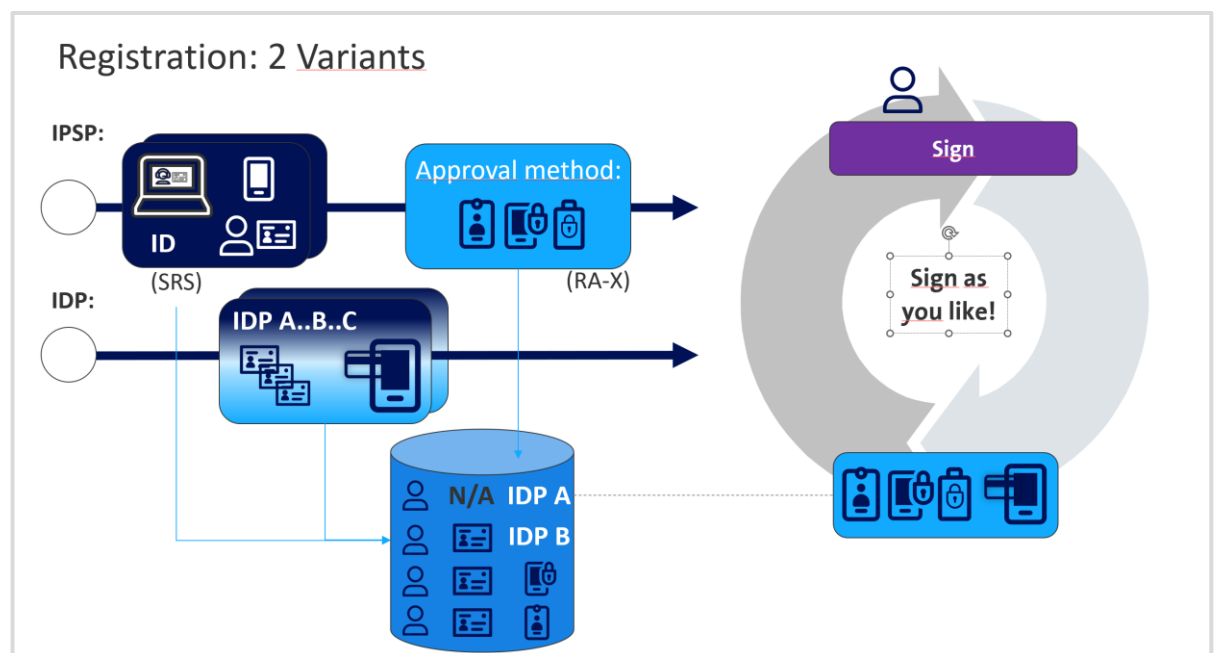 Registration: 2 Variants
IPSP:
ID
(SRS)
Approval method:
(RA-X)
IDP:
IDP A..B..C
N/A IDP A
IDP B
Sign
Sign as
you like!